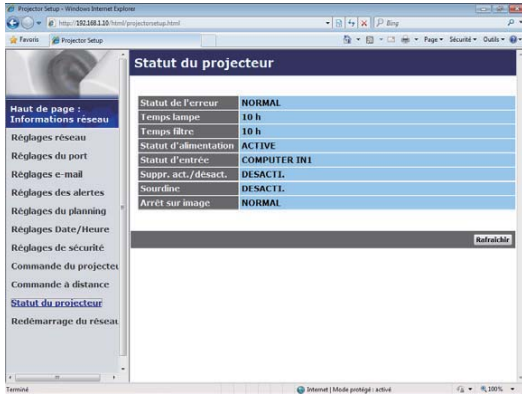 Projector Setup - Windows Internet Explorer
http://192.168.1.10/html/projectorsetup.html
Bing
Favoris
Projector Setup
Page
Sécurité
Outils
Statut du projecteur
Haut de page :
Informations réseau
Réglages réseau
Réglages du port
Réglages e-mail
Réglages des alertes
Réglages du planning
Réglages Date/Heure
Réglages de sécurité
Commande du projecteu
Commande à distance
Statut du projecteur
Redémarrage du réseau
Statut de l'erreur NORMAL
Temps lampe 10 h
Temps filtre 10 h
Statut d'alimentation ACTIVE
Statut d'entrée COMPUTER IN1
Suppr. act./désact. DESACTI.
Sourdine DESACTI.
Arrêt sur image NORMAL
Rafraichir
Terminé
Internet | Mode protégé : activé
100%